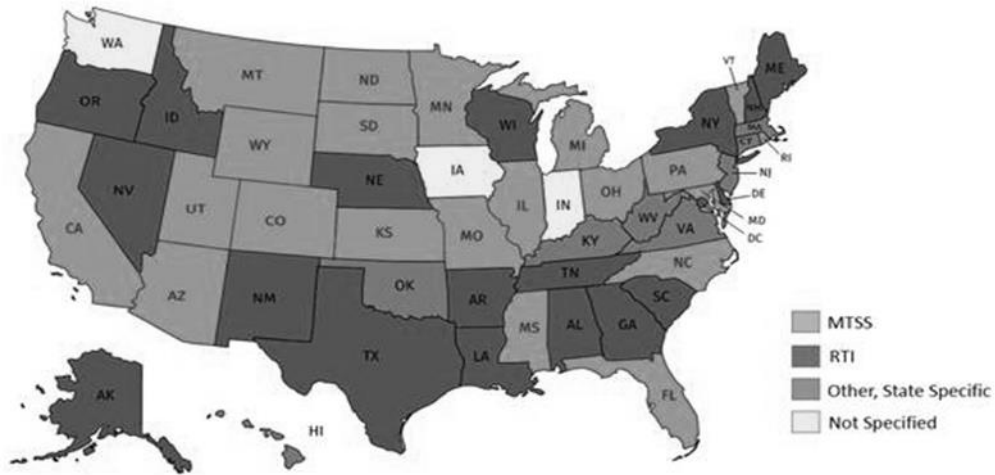 WA
MT
ND
MN
VT
ME
OR
ID
SD
WI
NH
WY
MI
NY
MA
CT
RI
NV
NE
IA
PA
NJ
UT
CO
IL
IN
OH
DE
CA
KS
MO
WV
VA
MD
DC
KY
AZ
NM
OK
AR
TN
NC
SC
MS
AL
GA
TX
LA
FL
AK
HI
MTSS
RTI
Other, State Specific
Not Specified